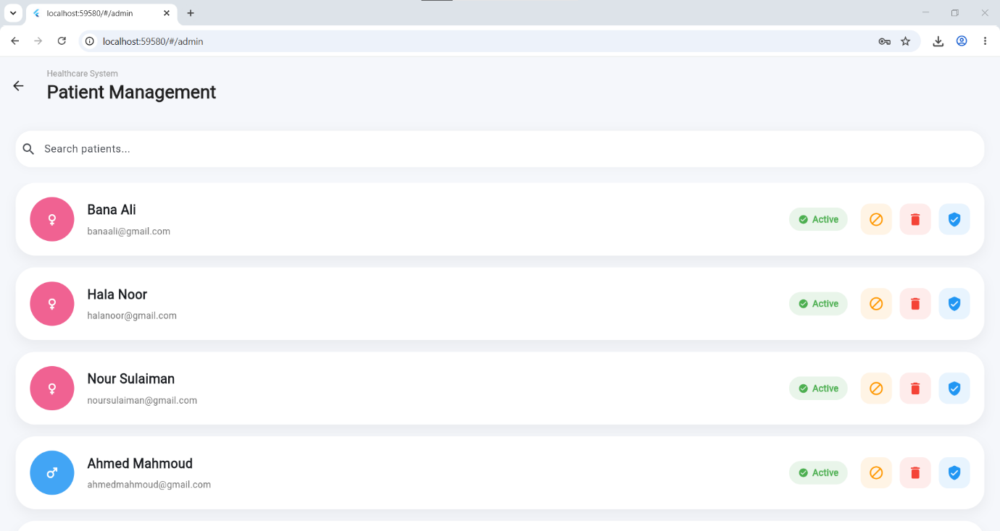 localhost:59580/#/admin
localhost:59580/#/admin
Healthcare System
Patient Management
Search patients...
Bana Ali
banaali@gmail.com
Active
Hala Noor
halanoor@gmail.com
Active
Nour Sulaiman
noursulaiman@gmail.com
Active
Ahmed Mahmoud
ahmedmahmoud@gmail.com
Active